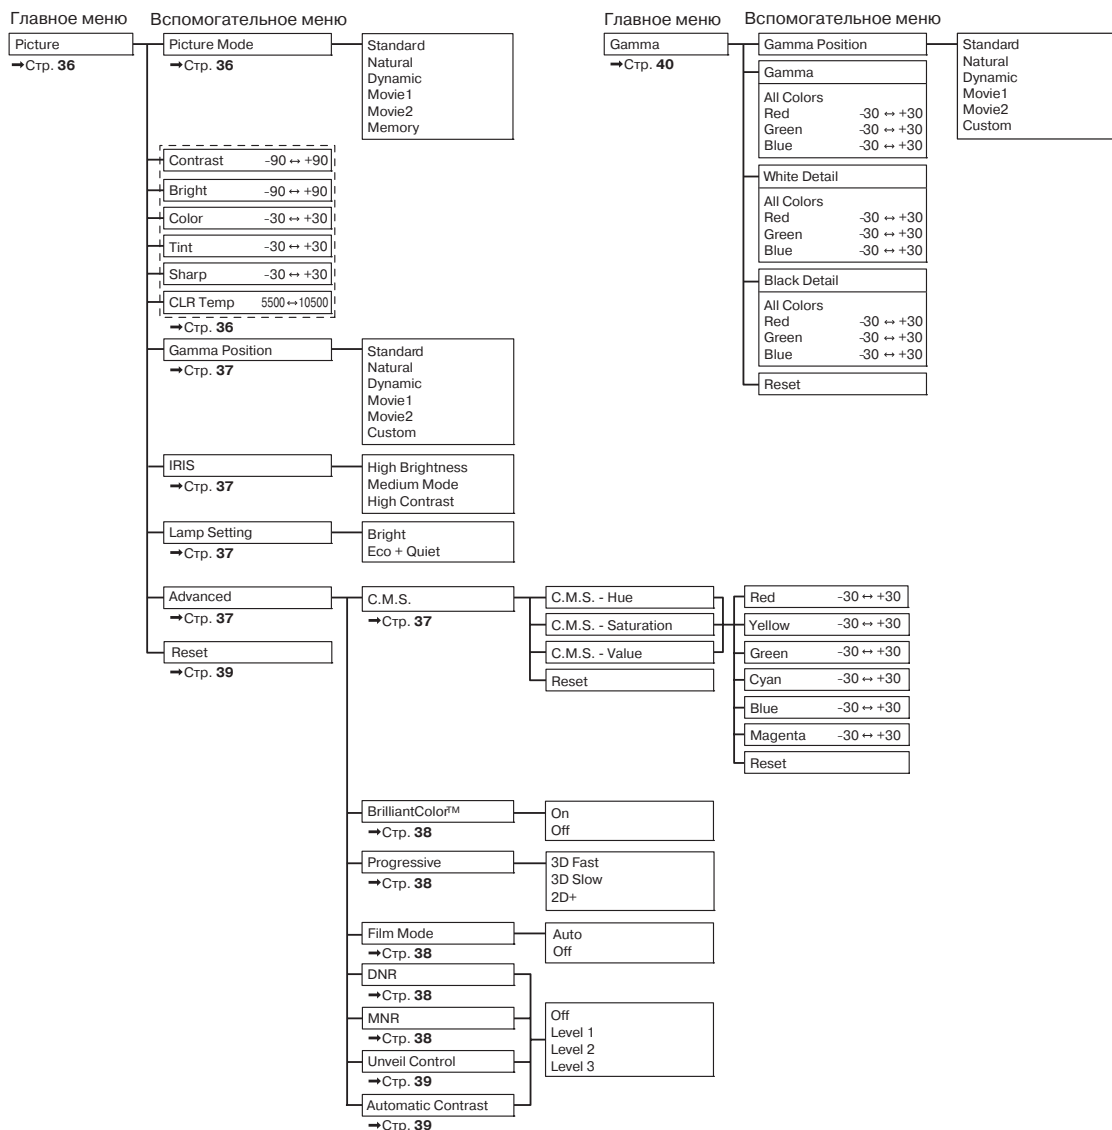 Главное меню
Вспомогательное меню
Picture
➞Стр. 36
Picture Mode
➞Стр. 36
Standard
Natural
Dynamic
Movie1
Movie2
Memory
Contrast -90 ↔ +90
Bright -90 ↔ +90
Color -30 ↔ +30
Tint -30 ↔ +30
Sharp -30 ↔ +30
CLR Temp 5500↔10500
➞Стр. 36
Gamma Position
➞Стр. 37
Standard
Natural
Dynamic
Movie1
Movie2
Custom
IRIS
➞Стр. 37
High Brightness
Medium Mode
High Contrast
Lamp Setting
➞Стр. 37
Bright
Eco + Quiet
Advanced
➞Стр. 37
Reset
➞Стр. 39
C.M.S.
➞Стр. 37
C.M.S. - Hue
C.M.S. - Saturation
C.M.S. - Value
Reset
Red -30 ↔ +30
Yellow -30 ↔ +30
Green -30 ↔ +30
Cyan -30 ↔ +30
Blue -30 ↔ +30
Magenta -30 ↔ +30
Reset
BrilliantColor™
➞Стр. 38
On
Off
Progressive
➞Стр. 38
3D Fast
3D Slow
2D+
Film Mode
➞Стр. 38
Auto
Off
DNR
➞Стр. 38
MNR
➞Стр. 38
Unveil Control
➞Стр. 39
Automatic Contrast
➞Стр. 39
Off
Level 1
Level 2
Level 3
Главное меню
Вспомогательное меню
Gamma
➞Стр. 40
Gamma Position
Standard
Natural
Dynamic
Movie1
Movie2
Custom
Gamma
All Colors
Red -30 ↔ +30
Green -30 ↔ +30
Blue -30 ↔ +30
White Detail
All Colors
Red -30 ↔ +30
Green -30 ↔ +30
Blue -30 ↔ +30
Black Detail
All Colors
Red -30 ↔ +30
Green -30 ↔ +30
Blue -30 ↔ +30
Reset